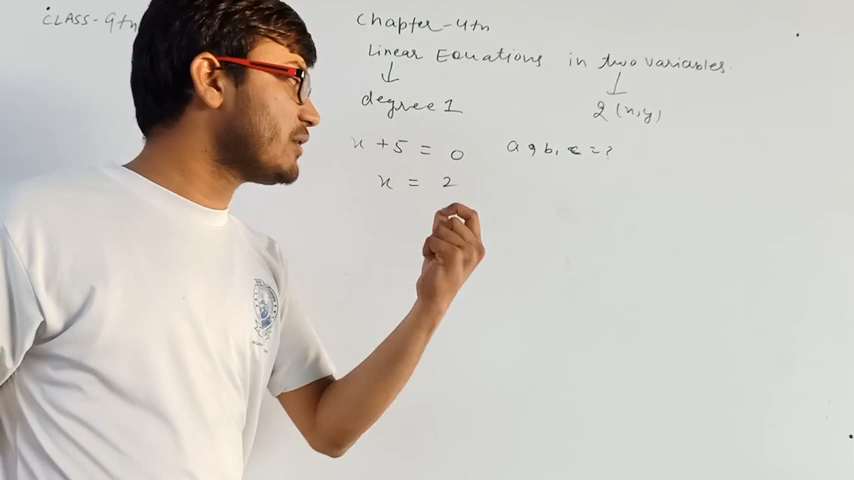 CLASS-9th
Chapter-4th
Linear Equations in two variables.
degree 1
2 (x,y)
x + 5 = 0
a, b, c = ?
x = 2